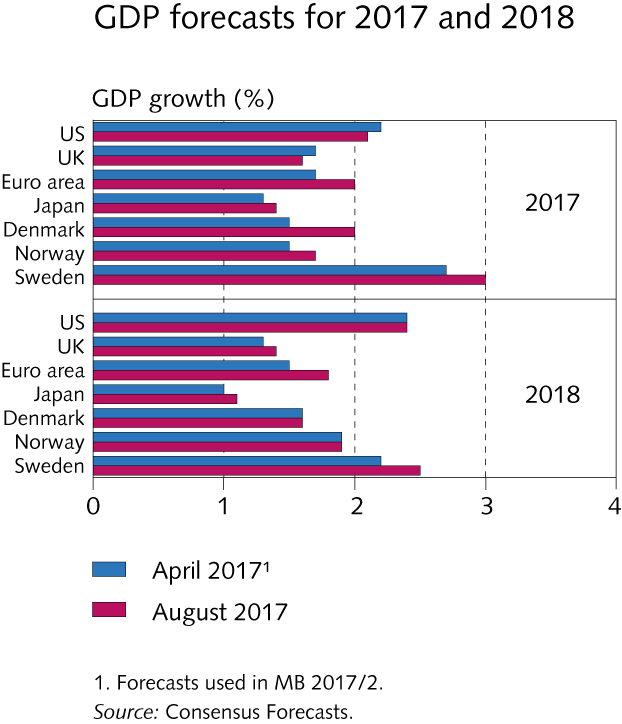 GDP forecasts for 2017 and 2018
GDP growth (%)
US
UK
Euro area
Japan
Denmark
Norway
Sweden
2017
US
UK
Euro area
Japan
Denmark
Norway
Sweden
2018
0 1 2 3 4
April 2017¹
August 2017
1. Forecasts used in MB 2017/2.
Source: Consensus Forecasts.